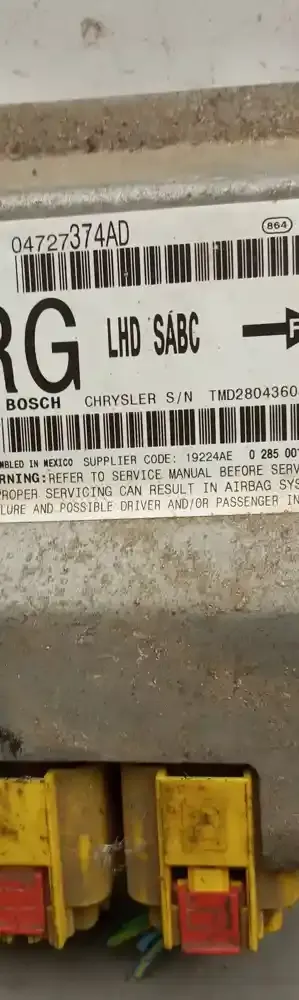 864
04727374AD
RG LHD SABC
BOSCH CHRYSLER S/N TMD2804360
MBLED IN MEXICO SUPPLIER CODE: 19224AE 0 285 00
RNING: REFER TO SERVICE MANUAL BEFORE SERV
PROPER SERVICING CAN RESULT IN AIRBAG SYS
LURE AND POSSIBLE DRIVER AND/OR PASSENGER IN